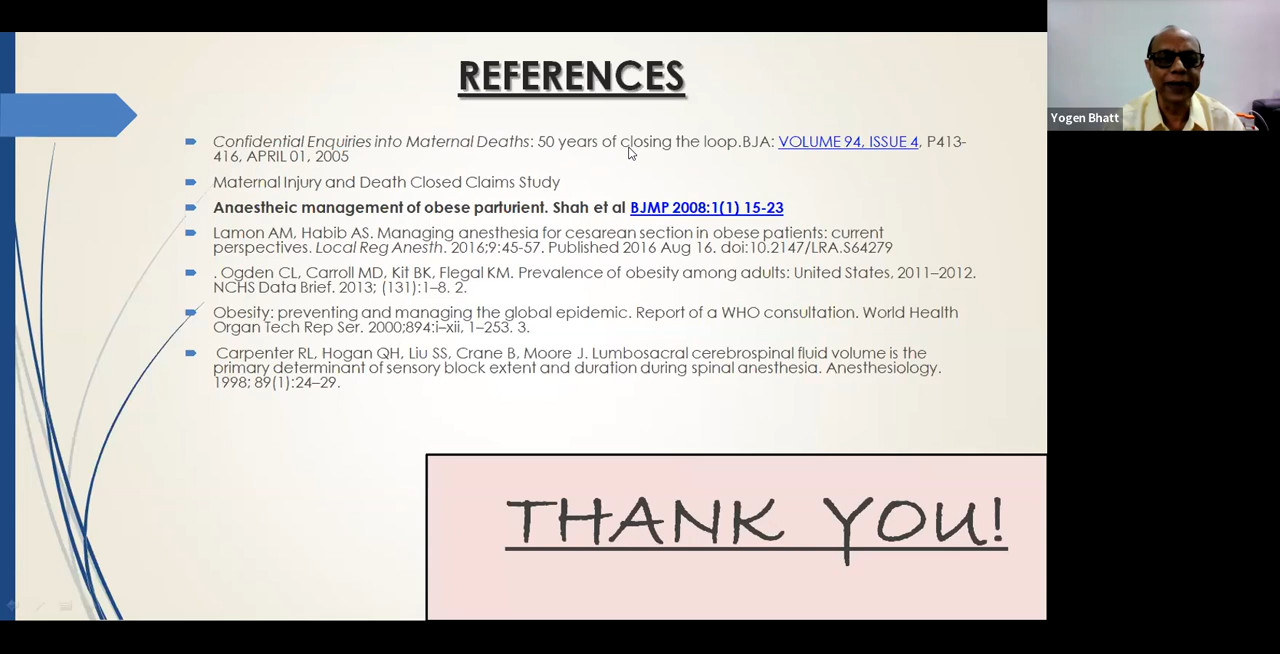 REFERENCES
Confidential Enquiries into Maternal Deaths: 50 years of closing the loop.BJA: VOLUME 94, ISSUE 4, P413-
416, APRIL 01, 2005
Maternal Injury and Death Closed Claims Study
Anaestheic management of obese parturient. Shah et al BJMP 2008:1(1) 15-23
Lamon AM, Habib AS. Managing anesthesia for cesarean section in obese patients: current
perspectives. Local Reg Anesth. 2016;9:45-57. Published 2016 Aug 16. doi:10.2147/LRA.S64279
. Ogden CL, Carroll MD, Kit BK, Flegal KM. Prevalence of obesity among adults: United States, 2011–2012.
NCHS Data Brief. 2013; (131):1–8. 2.
Obesity: preventing and managing the global epidemic. Report of a WHO consultation. World Health
Organ Tech Rep Ser. 2000;894:i–xii, 1–253. 3.
Carpenter RL, Hogan QH, Liu SS, Crane B, Moore J. Lumbosacral cerebrospinal fluid volume is the
primary determinant of sensory block extent and duration during spinal anesthesia. Anesthesiology.
1998; 89(1):24–29.
THANK YOU!
Yogen Bhatt